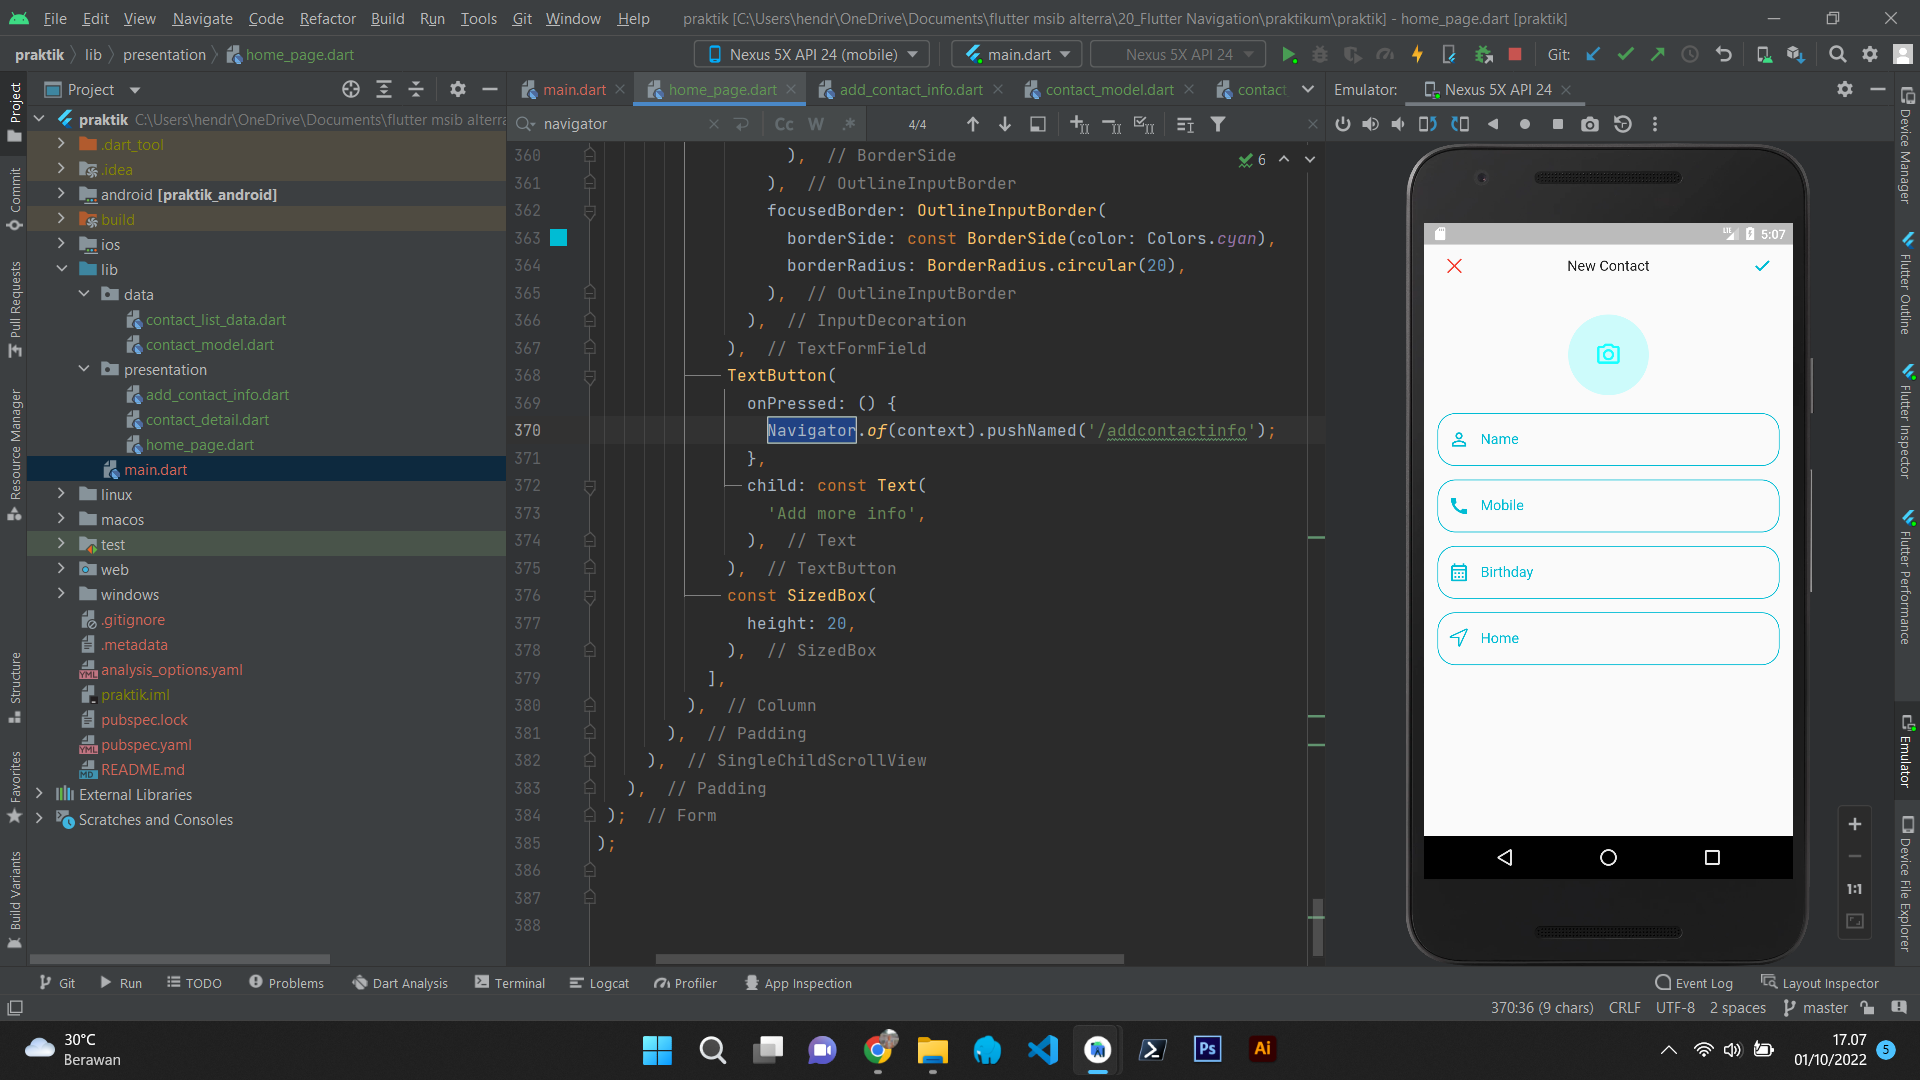 File Edit View Navigate Code Refactor Build Run Tools Git Window Help praktik [C:\Users\hendr\OneDrive\Documents\flutter msib alterra\20_Flutter Navigation\praktikum\praktik] - home_page.dart [praktik]
praktik lib presentation home_page.dart Nexus 5X API 24 (mobile) main.dart Nexus 5X API 24 Git:
Project main.dart home_page.dart add_contact_info.dart contact_model.dart contact Emulator: Nexus 5X API 24
navigator Cc W .* 4/4
praktik C:\Users\hendr\OneDrive\Documents\flutter msib alterra
.dart_tool
.idea
android [praktik_android]
build
ios
lib
data
contact_list_data.dart
contact_model.dart
presentation
add_contact_info.dart
contact_detail.dart
home_page.dart
main.dart
linux
macos
test
web
windows
.gitignore
.metadata
analysis_options.yaml
praktik.iml
pubspec.lock
pubspec.yaml
README.md
External Libraries
Scratches and Consoles
Project
Commit
Pull Requests
Resource Manager
Structure
Favorites
Build Variants
6
360 ), // BorderSide
361 ), // OutlineInputBorder
362 focusedBorder: OutlineInputBorder(
363 borderSide: const BorderSide(color: Colors.cyan),
364 borderRadius: BorderRadius.circular(20),
365 ), // OutlineInputBorder
366 ), // InputDecoration
367 ), // TextFormField
368 TextButton(
369 onPressed: () {
370 Navigator.of(context).pushNamed('/addcontactinfo');
371 },
372 child: const Text(
373 'Add more info',
374 ), // Text
375 ), // TextButton
376 const SizedBox(
377 height: 20,
378 ), // SizedBox
379 ],
380 ), // Column
381 ), // Padding
382 ), // SingleChildScrollView
383 ), // Padding
384 ); // Form
385 );
386
387
388
5:07
New Contact
Name
Mobile
Birthday
Home
1:1
Device Manager
Flutter Outline
Flutter Inspector
Flutter Performance
Emulator
Device File Explorer
Git Run TODO Problems Dart Analysis Terminal Logcat Profiler App Inspection Event Log Layout Inspector
370:36 (9 chars) CRLF UTF-8 2 spaces master
30°C
Berawan
Ps Ai
17.07
01/10/2022
5